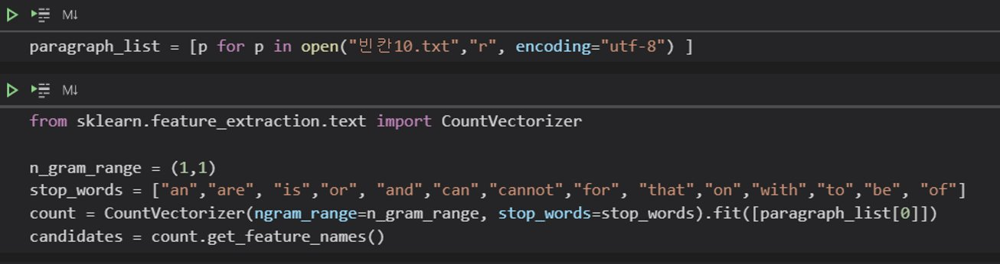 M↓
paragraph_list = [p for p in open("빈칸10.txt","r", encoding="utf-8") ]
M↓
from sklearn.feature_extraction.text import CountVectorizer
n_gram_range = (1,1)
stop_words = ["an","are", "is","or", "and","can","cannot","for", "that","on","with","to","be", "of"]
count = CountVectorizer(ngram_range=n_gram_range, stop_words=stop_words).fit([paragraph_list[0]])
candidates = count.get_feature_names()